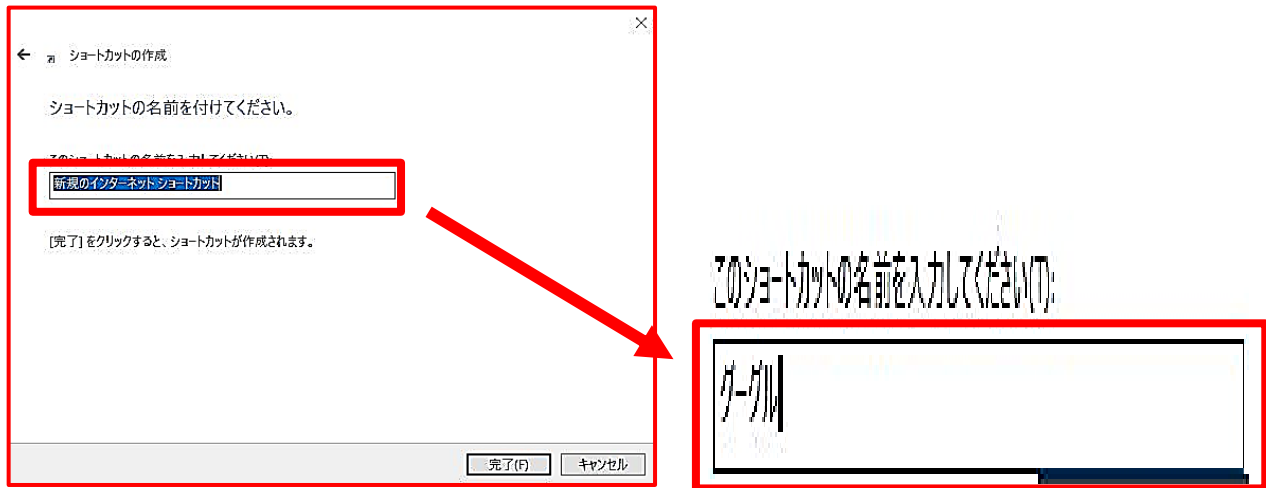 ショートカットの作成
ショートカットの名前を付けてください。
このショートカットの名前を入力してください(T):
新規のインターネット ショートカット
[完了] をクリックすると、ショートカットが作成されます。
完了(F)
キャンセル
このショートカットの名前を入力してください(T):
グーグル